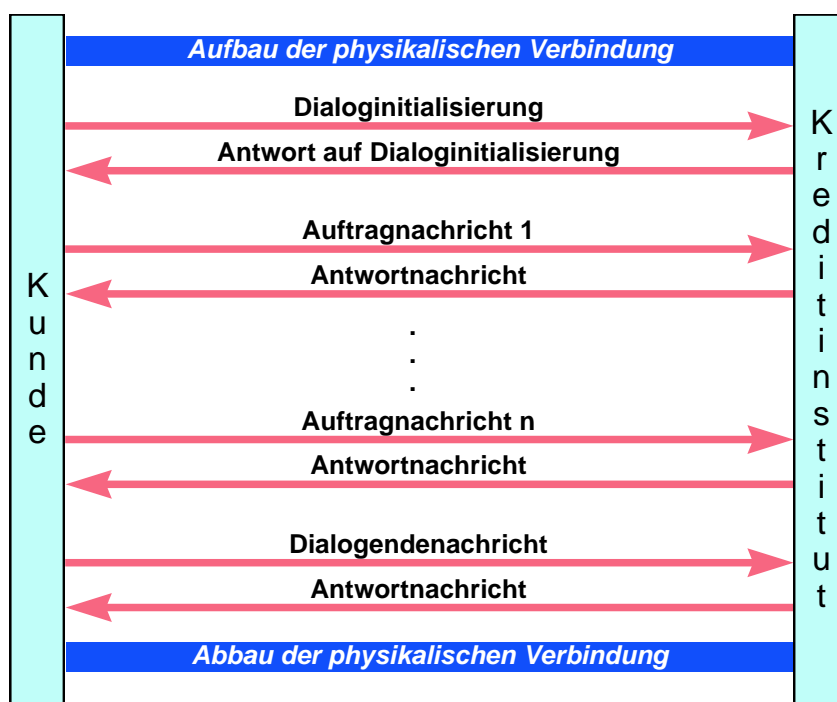 Aufbau der physikalischen Verbindung
Dialoginitialisierung
Antwort auf Dialoginitialisierung
Auftragnachricht 1
Antwortnachricht
.
.
.
Auftragnachricht n
Antwortnachricht
Dialogendenachricht
Antwortnachricht
Abbau der physikalischen Verbindung
Kunde
Kreditinstitut